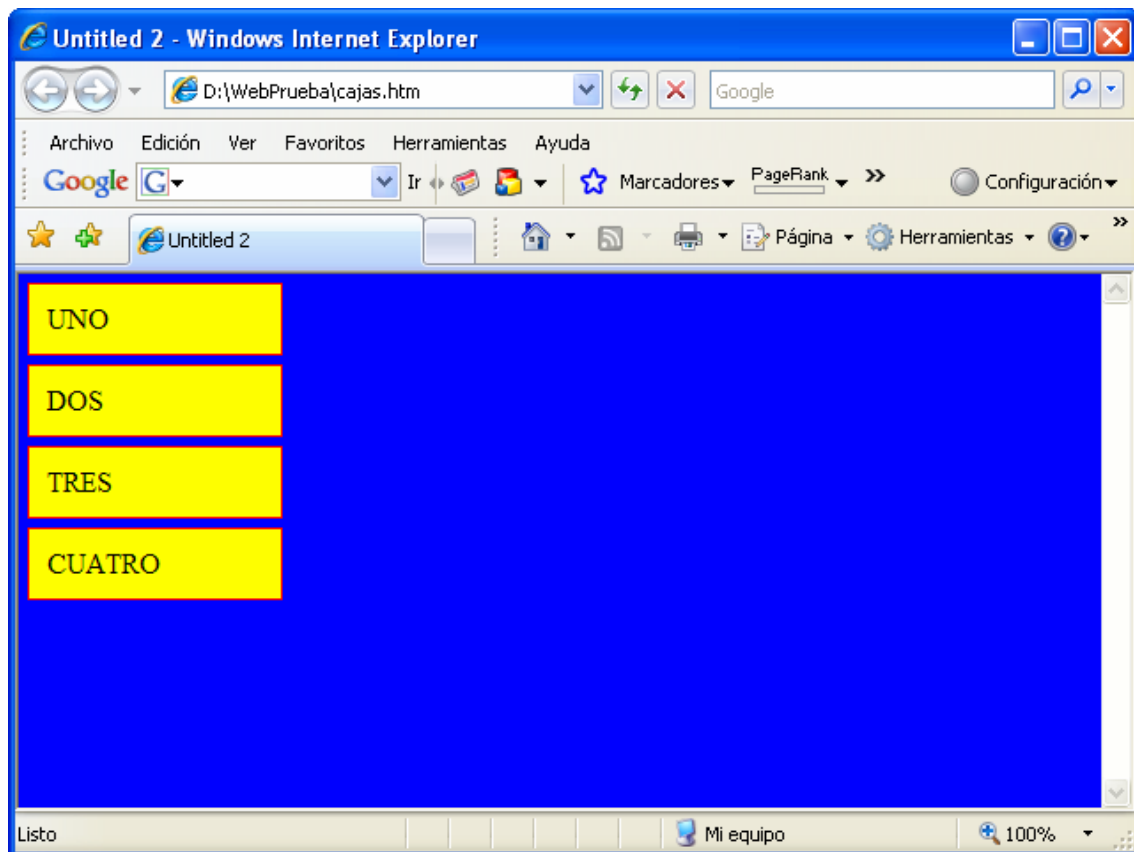 Untitled 2 - Windows Internet Explorer
D:\WebPrueba\cajas.htm Google
Archivo Edición Ver Favoritos Herramientas Ayuda
Google G Ir Marcadores PageRank >> Configuración
Untitled 2 Página Herramientas >>
UNO
DOS
TRES
CUATRO
Listo Mi equipo 100%